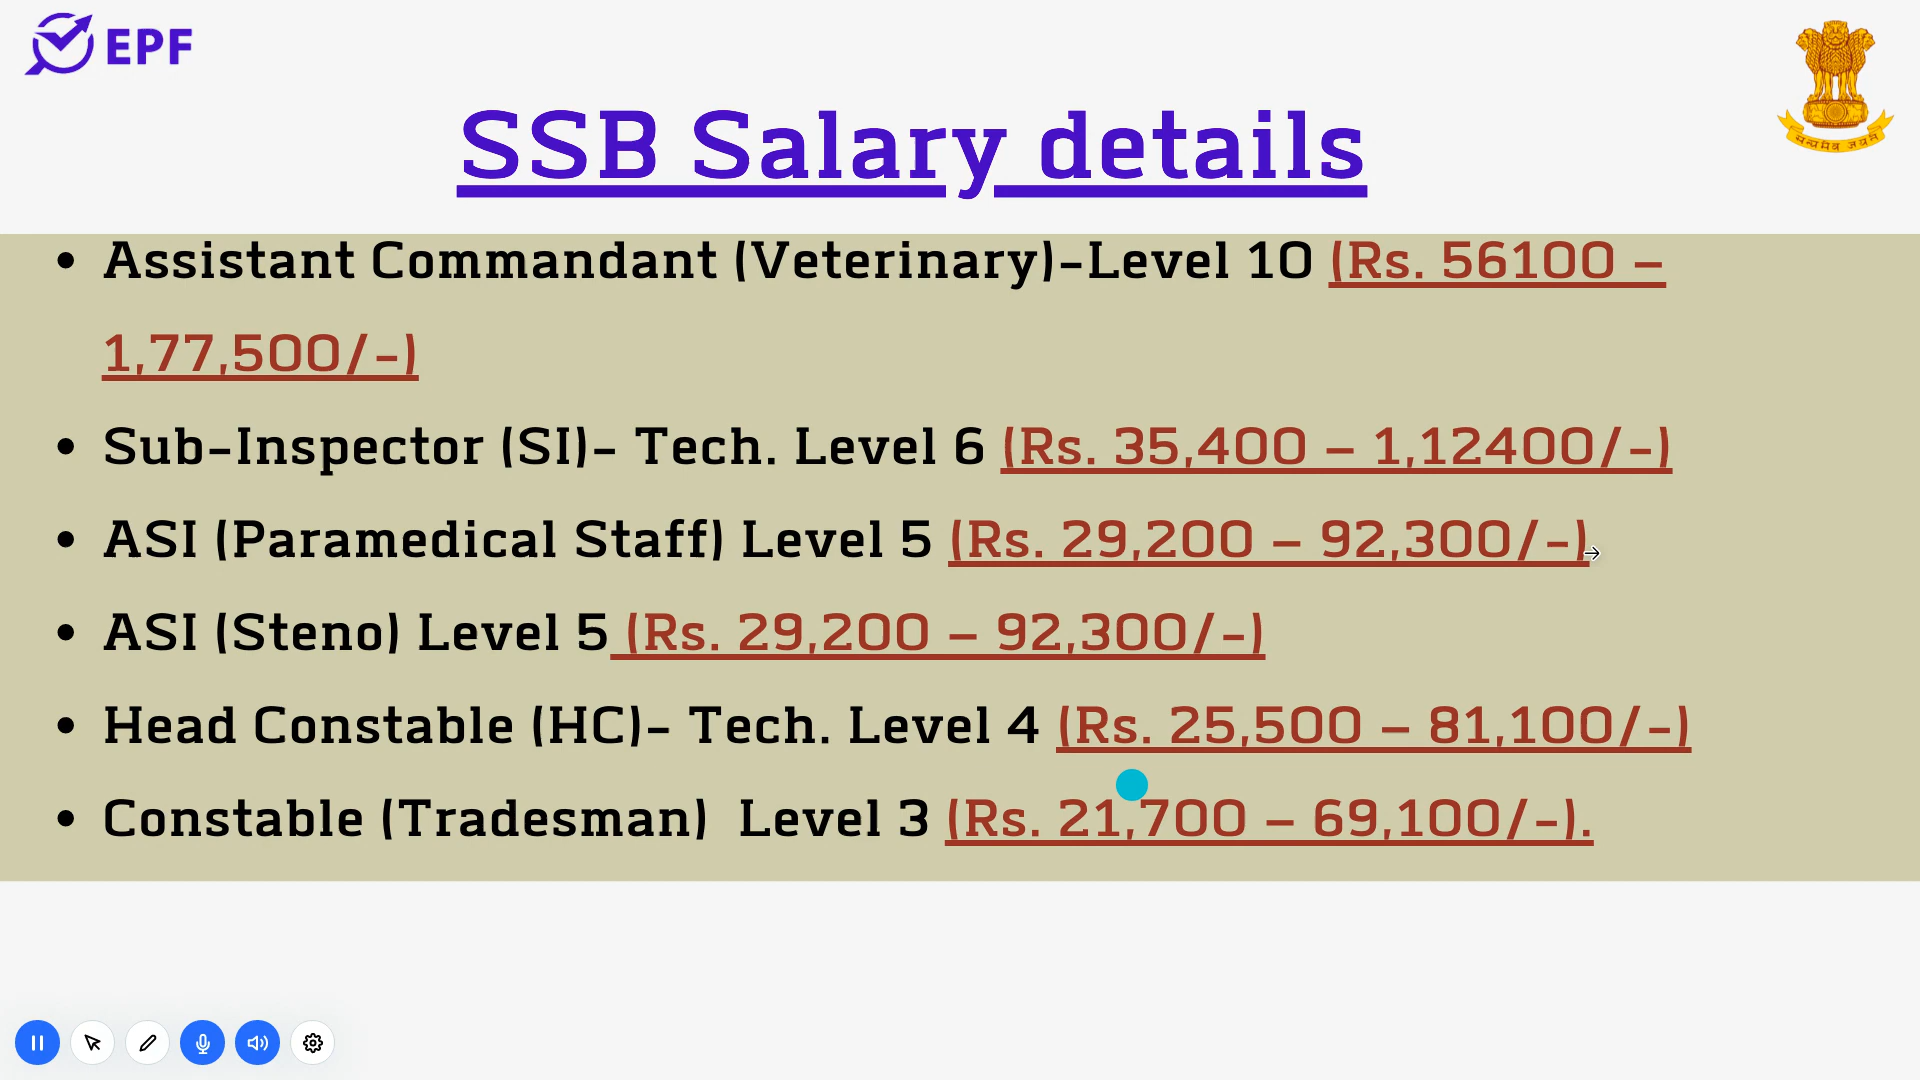 EPF
सत्यमेव जयते
SSB Salary details
• Assistant Commandant (Veterinary)-Level 10 (Rs. 56100 –
1,77,500/-)
• Sub-Inspector (SI)- Tech. Level 6 (Rs. 35,400 – 1,12400/-)
• ASI (Paramedical Staff) Level 5 (Rs. 29,200 – 92,300/-)
• ASI (Steno) Level 5 (Rs. 29,200 – 92,300/-)
• Head Constable (HC)- Tech. Level 4 (Rs. 25,500 – 81,100/-)
• Constable (Tradesman) Level 3 (Rs. 21,700 – 69,100/-).